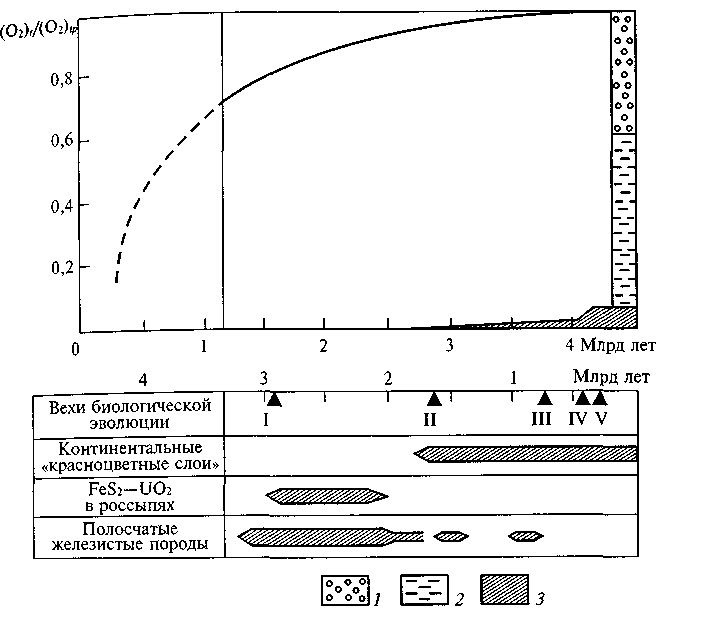 (O₂)ₜ/(O₂)ᵩ
0,8
0,6
0,4
0,2
0 1 2 3 4 Млрд лет
4 3 2 1 Млрд лет
Вехи биологической
эволюции
I II III IV V
Континентальные
«красноцветные слои»
FeS₂—UO₂
в россыпях
Полосчатые
железистые породы
1 2 3